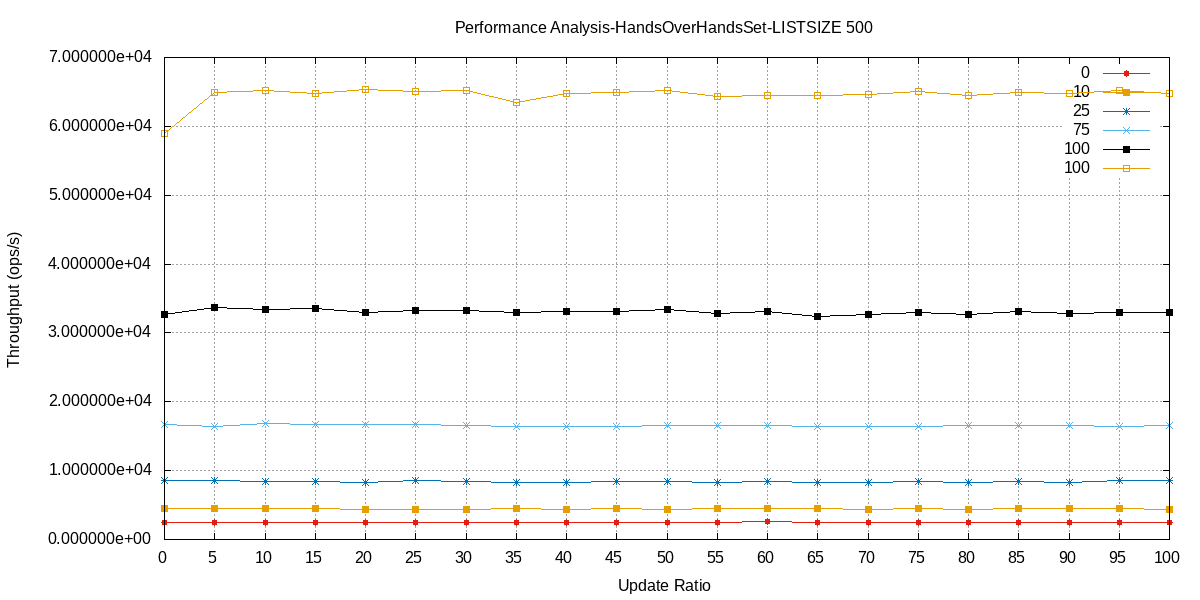 Performance Analysis-HandsOverHandsSet-LISTSIZE 500
7.000000e+04
6.000000e+04
5.000000e+04
4.000000e+04
3.000000e+04
2.000000e+04
1.000000e+04
0.000000e+00
Throughput (ops/s)
0
10
25
75
100
100
0 5 10 15 20 25 30 35 40 45 50 55 60 65 70 75 80 85 90 95 100
Update Ratio